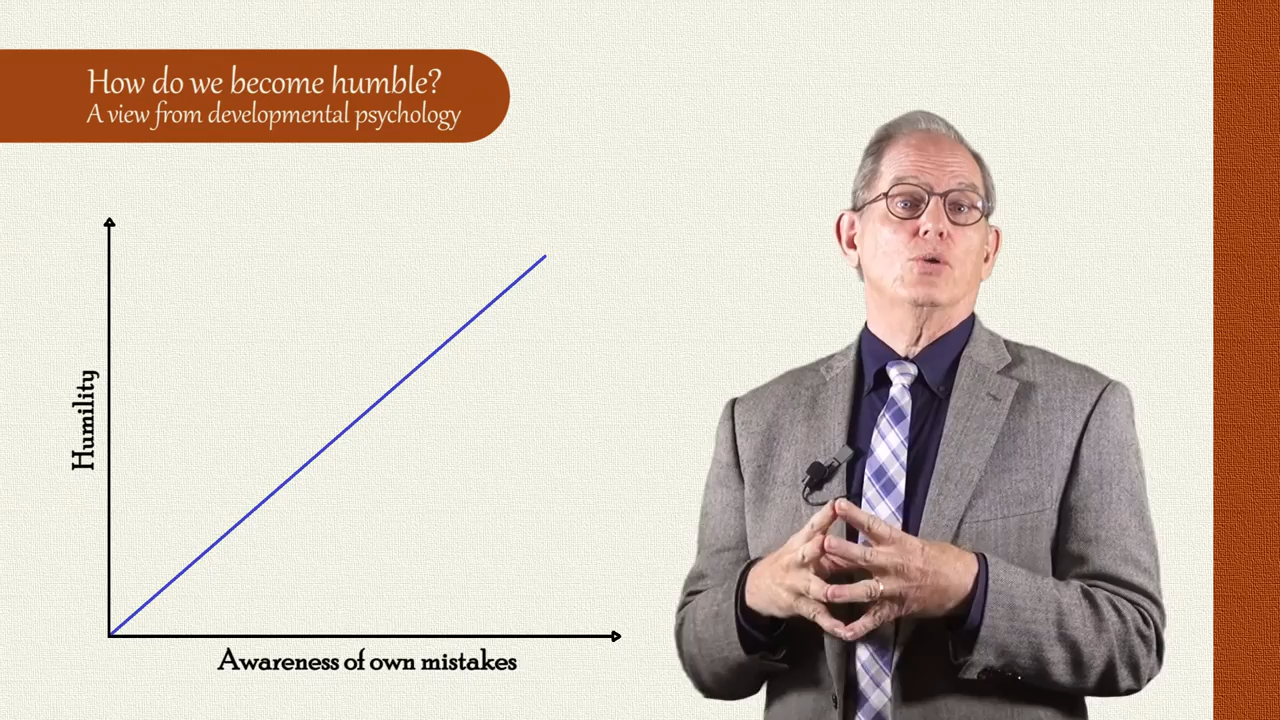 How do we become humble?
A view from developmental psychology
Humility
Awareness of own mistakes